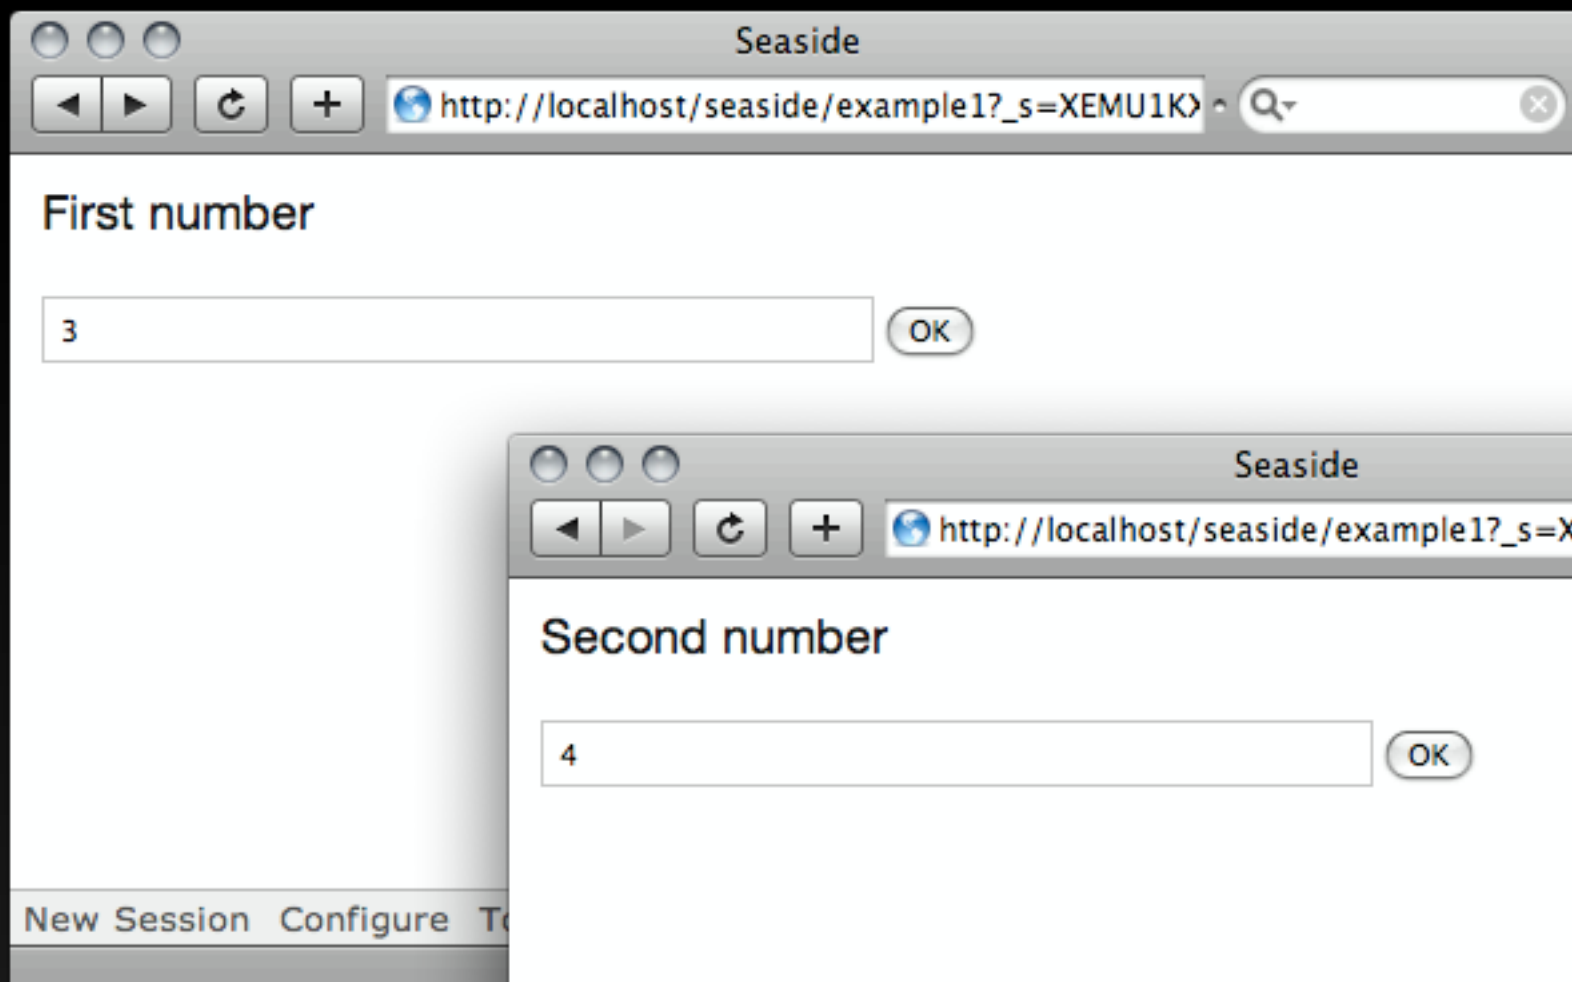 Seaside
http://localhost/seaside/example1?_s=XEMU1KX
First number
3 OK
Seaside
http://localhost/seaside/example1?_s=X
Second number
4 OK
New Session Configure